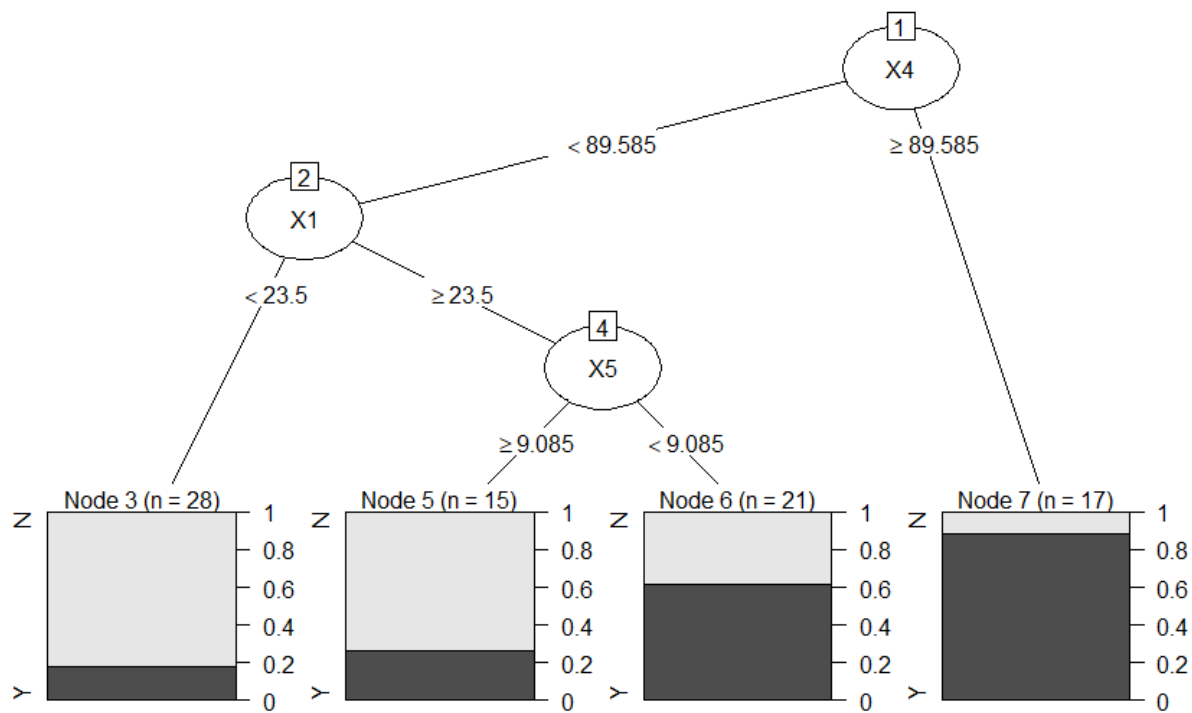 1
X4
< 89.585
≥ 89.585
2
X1
< 23.5
≥ 23.5
4
X5
≥ 9.085
< 9.085
Node 3 (n = 28)
N
Y
1
0.8
0.6
0.4
0.2
0
Node 5 (n = 15)
N
Y
1
0.8
0.6
0.4
0.2
0
Node 6 (n = 21)
N
Y
1
0.8
0.6
0.4
0.2
0
Node 7 (n = 17)
N
Y
1
0.8
0.6
0.4
0.2
0